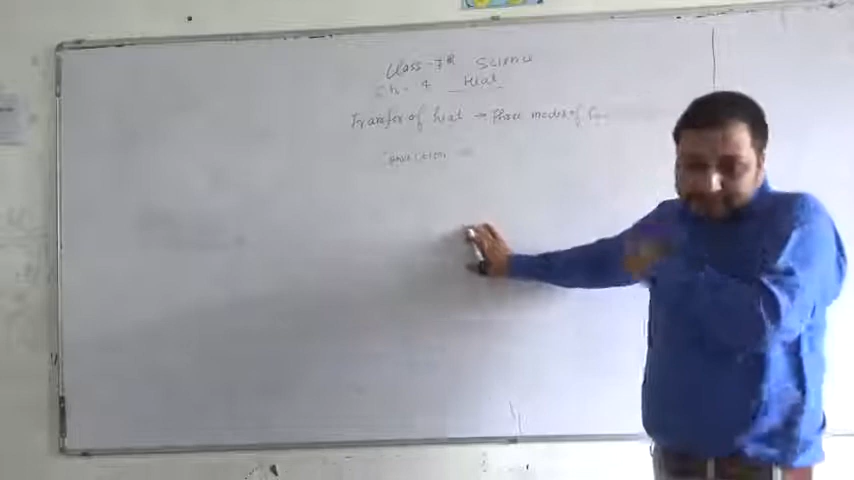 Class - 7th Science
Ch - 4 Heat
Transfer of heat → Three modes of